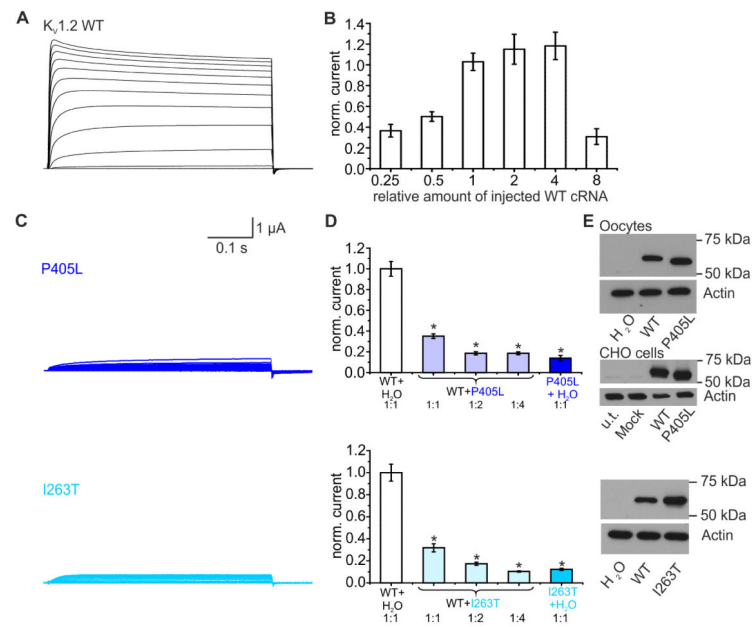 A
K_V1.2 WT
B
norm. current
1.4
1.2
1.0
0.8
0.6
0.4
0.2
0.0
0.25 0.5 1 2 4 8
relative amount of injected WT cRNA
C
1 μA
0.1 s
P405L
I263T
D
norm. current
1.2
1.0
0.8
0.6
0.4
0.2
0.0
* * * *
WT+
H₂O
1:1
WT+P405L
1:1 1:2 1:4
P405L
+ H₂O
1:1
norm. current
1.2
1.0
0.8
0.6
0.4
0.2
0.0
* * * *
WT+
H₂O
1:1
WT+I263T
1:1 1:2 1:4
I263T
+H₂O
1:1
E
Oocytes
75 kDa
50 kDa
Actin
H₂O WT P405L
CHO cells
75 kDa
50 kDa
Actin
u.t. Mock WT P405L
75 kDa
50 kDa
Actin
H₂O WT I263T